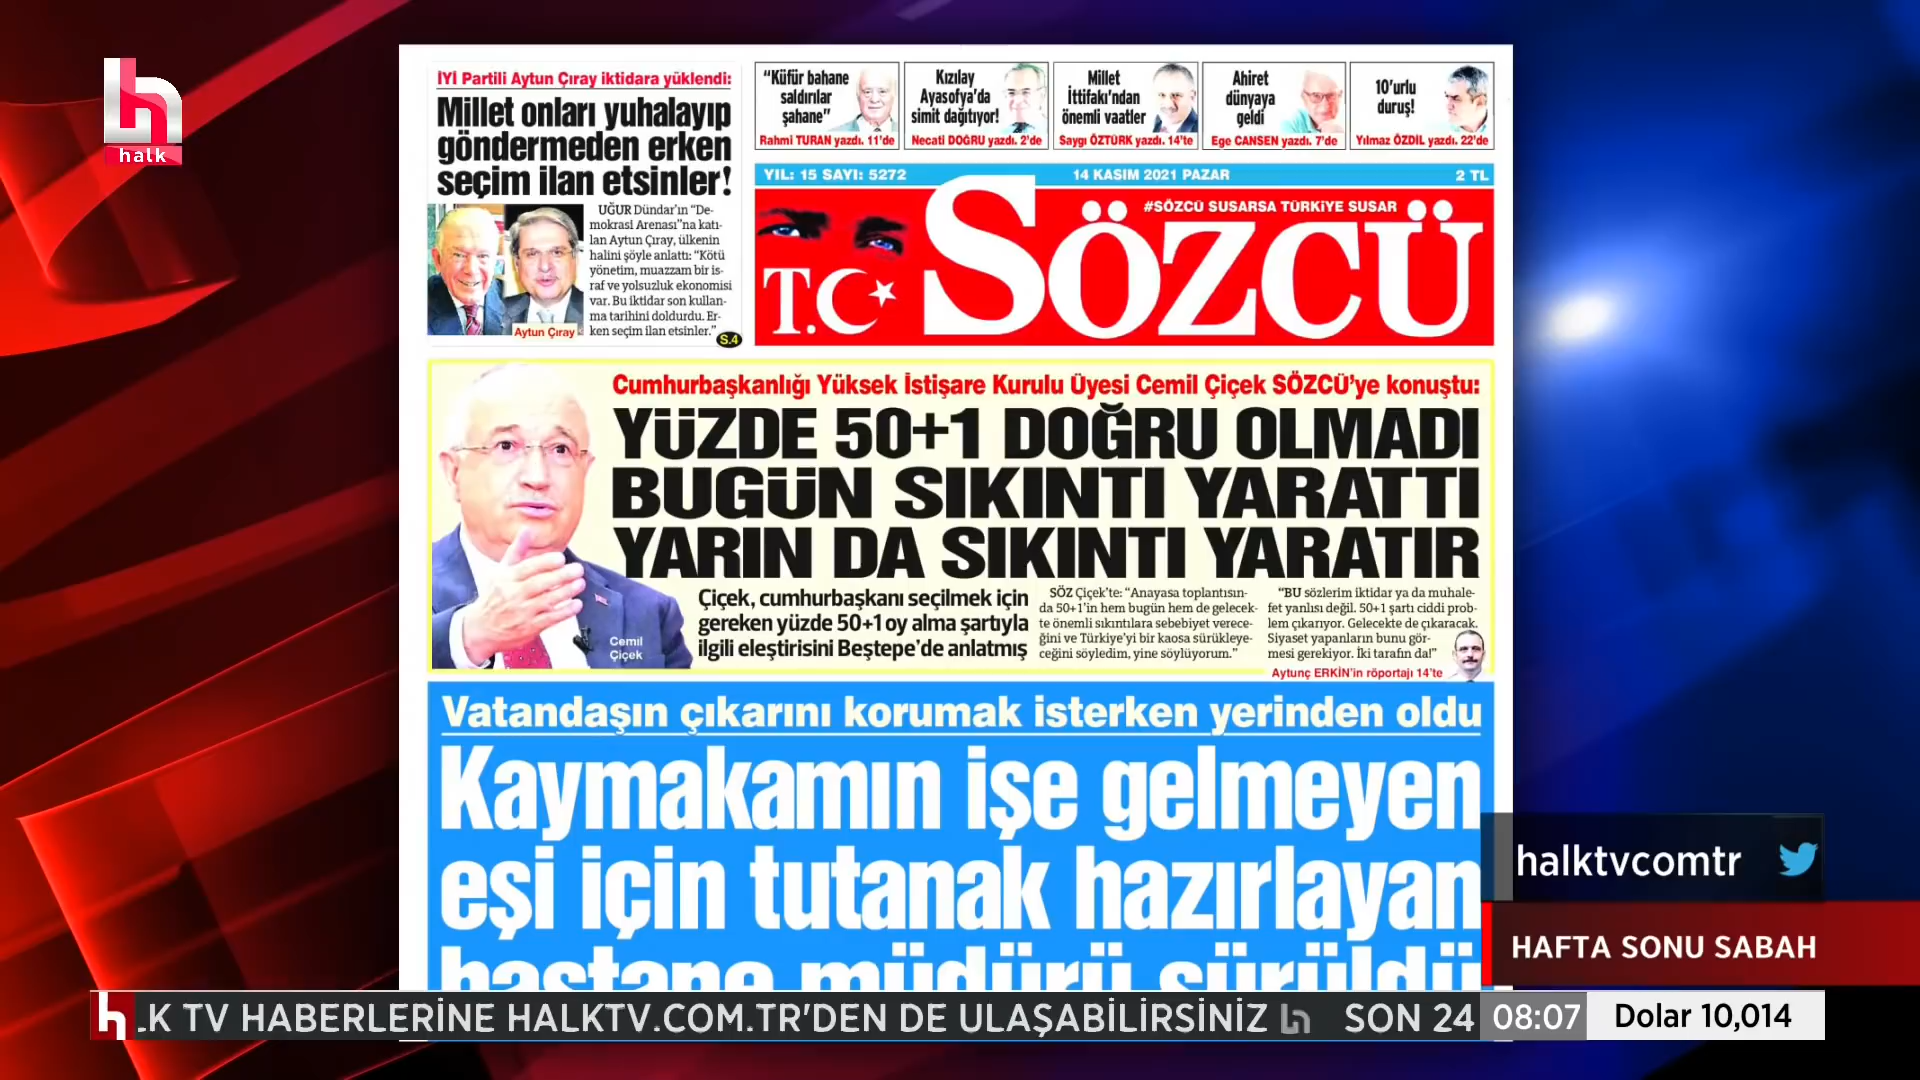 halk
İYİ Partili Aytun Çıray iktidara yüklendi:
Millet onları yuhalayıp
göndermeden erken
seçim ilan etsinler!
UĞUR Dündar'ın "De-
mokrasi Arenası"na katı-
lan Aytun Çıray, ülkenin
halini şöyle anlattı: "Kötü
yönetim, muazzam bir is-
raf ve yolsuzluk ekonomisi
var. Bu iktidar son kullan-
ma tarihini doldurdu. Er-
ken seçim ilan etsinler."
Aytun Çıray
S.4
"Küfür bahane
saldırılar
şahane"
Rahmi TURAN yazdı. 11'de
Kızılay
Ayasofya'da
simit dağıtıyor!
Necati DOĞRU yazdı. 2'de
Millet
İttifakı'ndan
önemli vaatler
Saygı ÖZTÜRK yazdı. 14'te
Ahiret
dünyaya
geldi
Ege CANSEN yazdı. 7'de
10'urlu
duruş!
Yılmaz ÖZDİL yazdı. 22'de
YIL: 15 SAYI: 5272
14 KASIM 2021 PAZAR
2 TL
#SÖZCÜ SUSARSA TÜRKİYE SUSAR
T.C
SÖZCÜ
Cumhurbaşkanlığı Yüksek İstişare Kurulu Üyesi Cemil Çiçek SÖZCÜ'ye konuştu:
YÜZDE 50+1 DOĞRU OLMADI
BUGÜN SIKINTI YARATTI
YARIN DA SIKINTI YARATIR
Cemil
Çiçek
Çiçek, cumhurbaşkanı seçilmek için
gereken yüzde 50+1 oy alma şartıyla
ilgili eleştirisini Beştepe'de anlatmış
SÖZ Çiçek'te: "Anayasa toplantısın-
da 50+1'in hem bugün hem de gelecek-
te önemli sıkıntılara sebebiyet verece-
ğini ve Türkiye'yi bir kaosa sürükleye-
ceğini söyledim, yine söylüyorum."
"BU sözlerim iktidar ya da muhale-
fet yanlısı değil. 50+1 şartı ciddi prob-
lem çıkarıyor. Gelecekte de çıkaracak.
Siyaset yapanların bunu gör-
mesi gerekiyor. İki tarafın da!"
Aytunç ERKİN'in röportajı 14'te
Vatandaşın çıkarını korumak isterken yerinden oldu
Kaymakamın işe gelmeyen
eşi için tutanak hazırlayan
hastane müdürü sürüldü
halktvcomtr
HAFTA SONU SABAH
LK TV HABERLERİNE HALKTV.COM.TR'DEN DE ULAŞABİLİRSİNİZ SON 24
08:07
Dolar 10,014